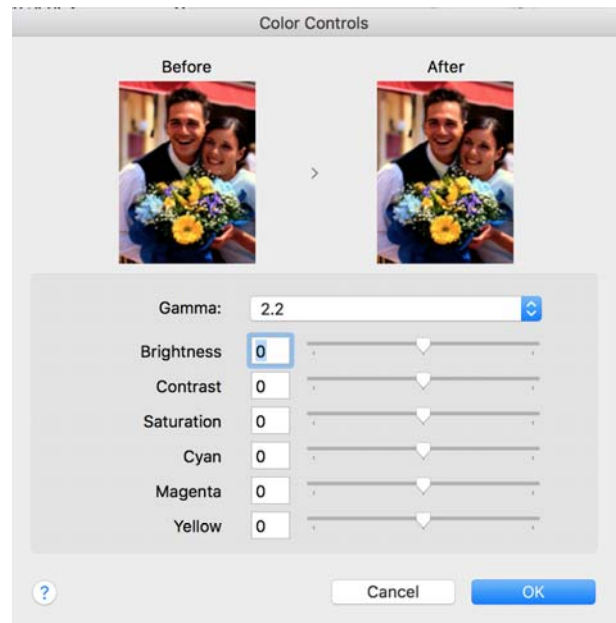 Color Controls
Before After
>
Gamma: 2.2
Brightness 0
Contrast 0
Saturation 0
Cyan 0
Magenta 0
Yellow 0
? Cancel OK